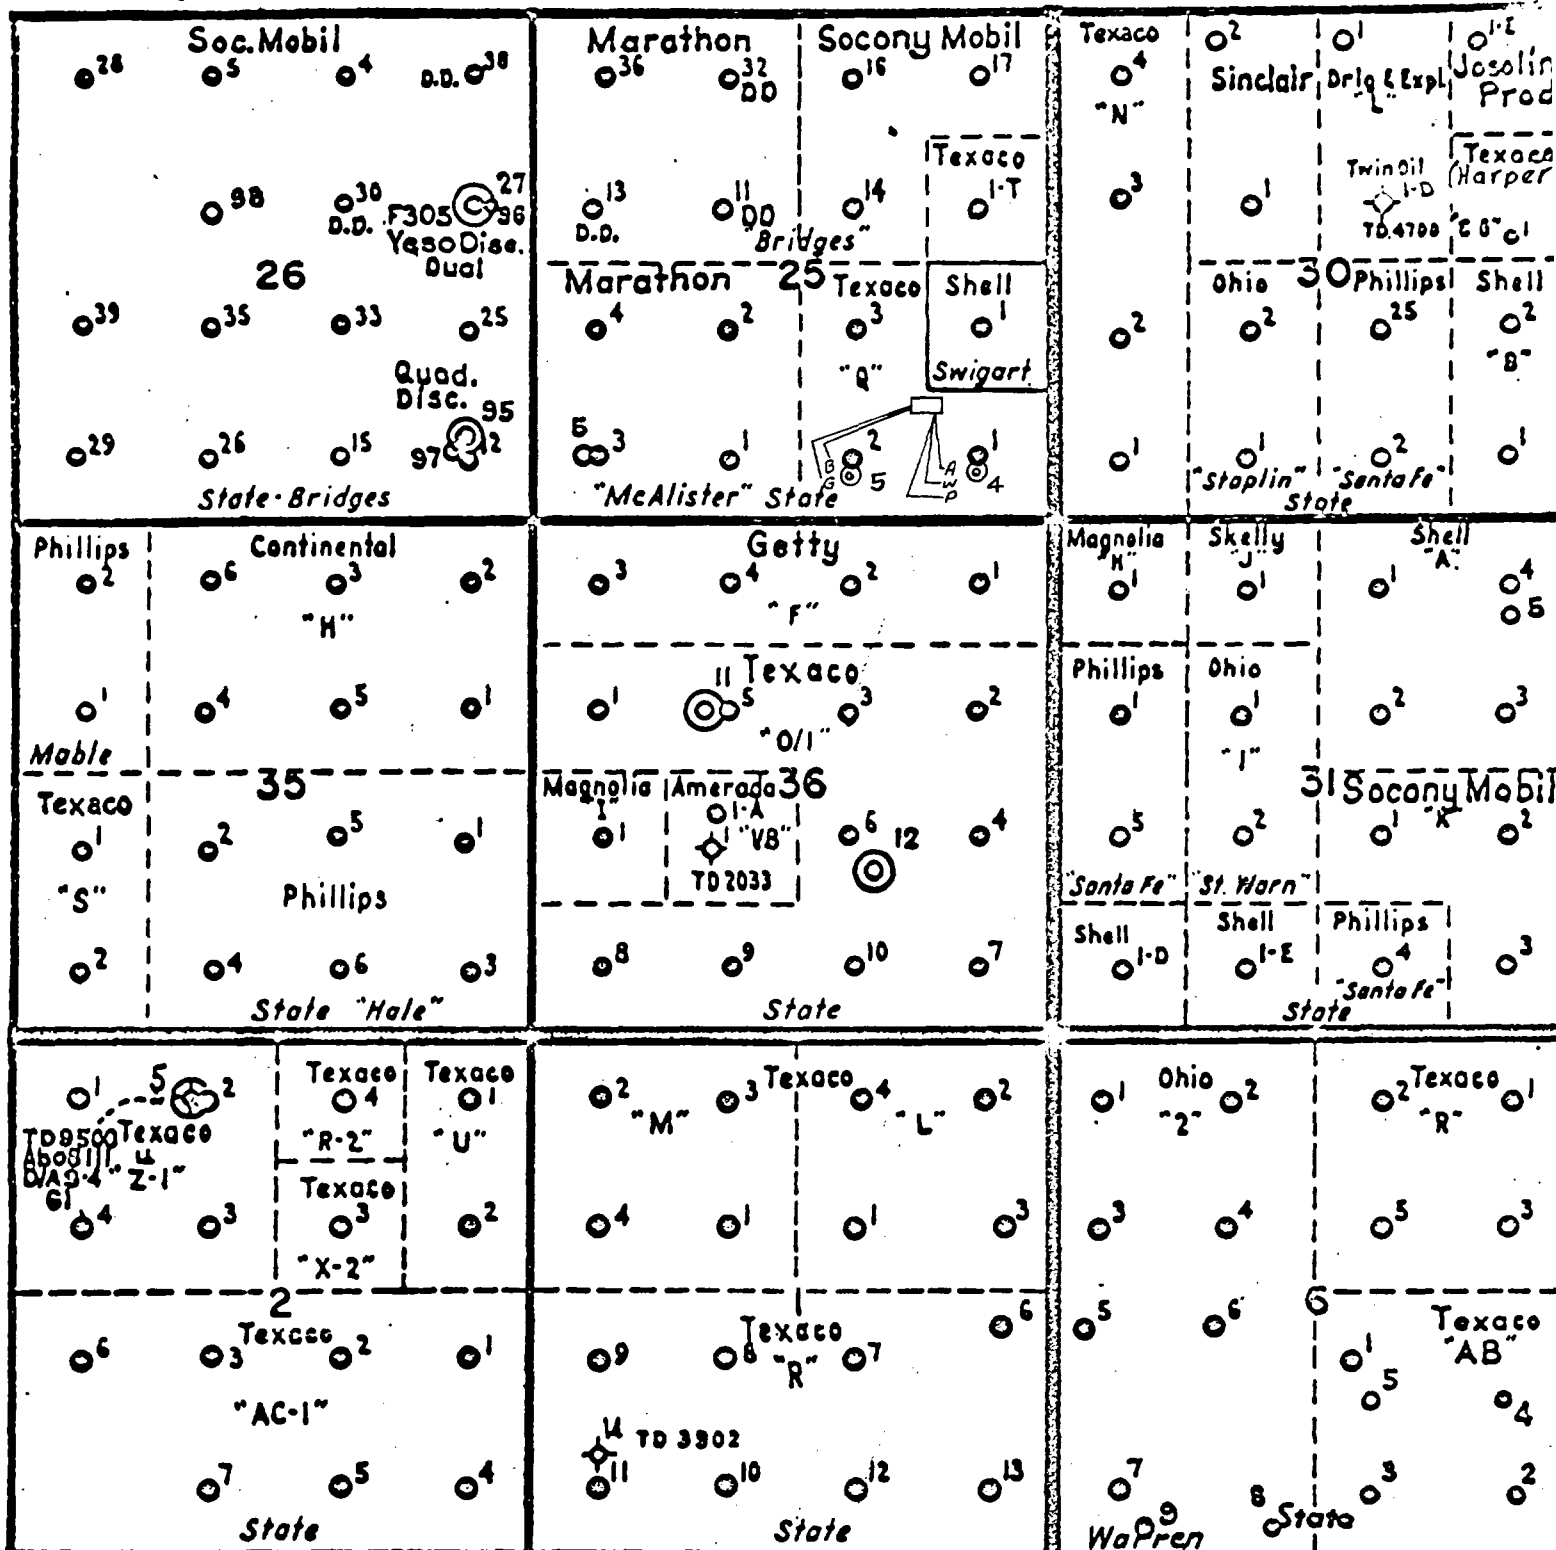 Soc.Mobil
28 5 4 D.D. 38
98 30 27
D.D. F305 96
Yeso Disc.
Dual
26
39 35 33 25
Quad.
Disc.
95
29 26 15 97 12
State-Bridges
Marathon Socony Mobil
36 32 16 17
DD
Texaco
13 11 14 1-T
D.D. DD
"Bridges"
25
Marathon Texaco Shell
4 2 3 1
"Q" Swigart
5 3 1 2 1
B A
G 5 W 4
P
"McAlister" State
Texaco 2 1 1-E
4 Sinclair Drlg & Expl.
"N" "L" Prod
Texaco
Twin Oil (Harper
3 1 1-D
TD.4788 1
30
Ohio Phillips Shell
2 2 25 2
"B"
1 1 2 1
"Staplin" "Santa Fe"
State
Phillips Continental
2 6 3 2
"H"
1 4 5 1
Mable
35
Texaco
1 2 5 1
"S" Phillips
2 4 6 3
State "Hale"
Getty
3 4 2 1
"F"
11 Texaco
1 5 3 2
"O/1"
36
Magnolia Amerada
"I" 1-A
1 1 "VB" 6 4
TD 2033 12
8 9 10 7
State
Magnolia Skelly Shell
"K" "J" "A"
1 1 1 4
5
Phillips Ohio
1 1 2 3
"I"
31 Socony Mobil
"K"
5 2 1 2
"Santa Fe" "St. Warn"
Shell Shell Phillips
1-D 1-E 4 3
"Santa Fe"
State
Texaco Texaco
1 5 2 4 1
TD9500 Texaco "R-2" "U"
"Z-1"
Texaco
4 3 3 2
"X-2"
2
Texaco
6 3 2 1
"AC-1"
7 5 4
State
Texaco
2 3 4 2
"M" "L"
4 1 1 3
Texaco 6
9 8 7
"R"
14 TD 3902
11 10 12 13
State
Ohio Texaco
1 2 2 1
"2" "R"
3 4 5 3
6
5 6 Texaco
1 "AB"
5 4
7 3 2
9 8 State
Warren